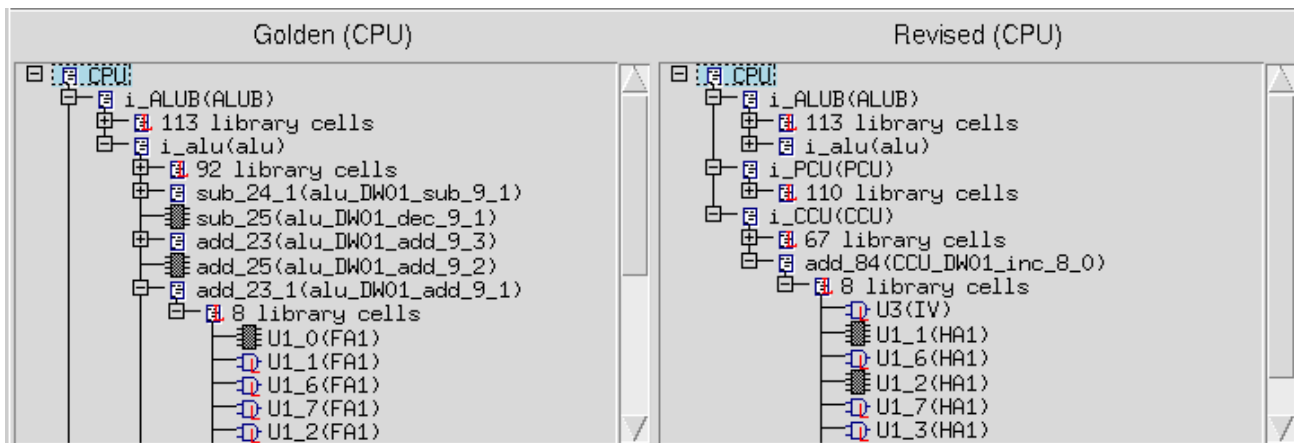 Golden (CPU)
CPU
i_ALUB(ALUB)
113 library cells
i_alu(alu)
92 library cells
sub_24_1(alu_DW01_sub_9_1)
sub_25(alu_DW01_dec_9_1)
add_23(alu_DW01_add_9_3)
add_25(alu_DW01_add_9_2)
add_23_1(alu_DW01_add_9_1)
8 library cells
U1_0(FA1)
U1_1(FA1)
U1_6(FA1)
U1_7(FA1)
U1_2(FA1)
Revised (CPU)
CPU
i_ALUB(ALUB)
113 library cells
i_alu(alu)
i_PCU(PCU)
110 library cells
i_CCU(CCU)
67 library cells
add_84(CCU_DW01_inc_8_0)
8 library cells
U3(IV)
U1_1(HA1)
U1_6(HA1)
U1_2(HA1)
U1_7(HA1)
U1_3(HA1)